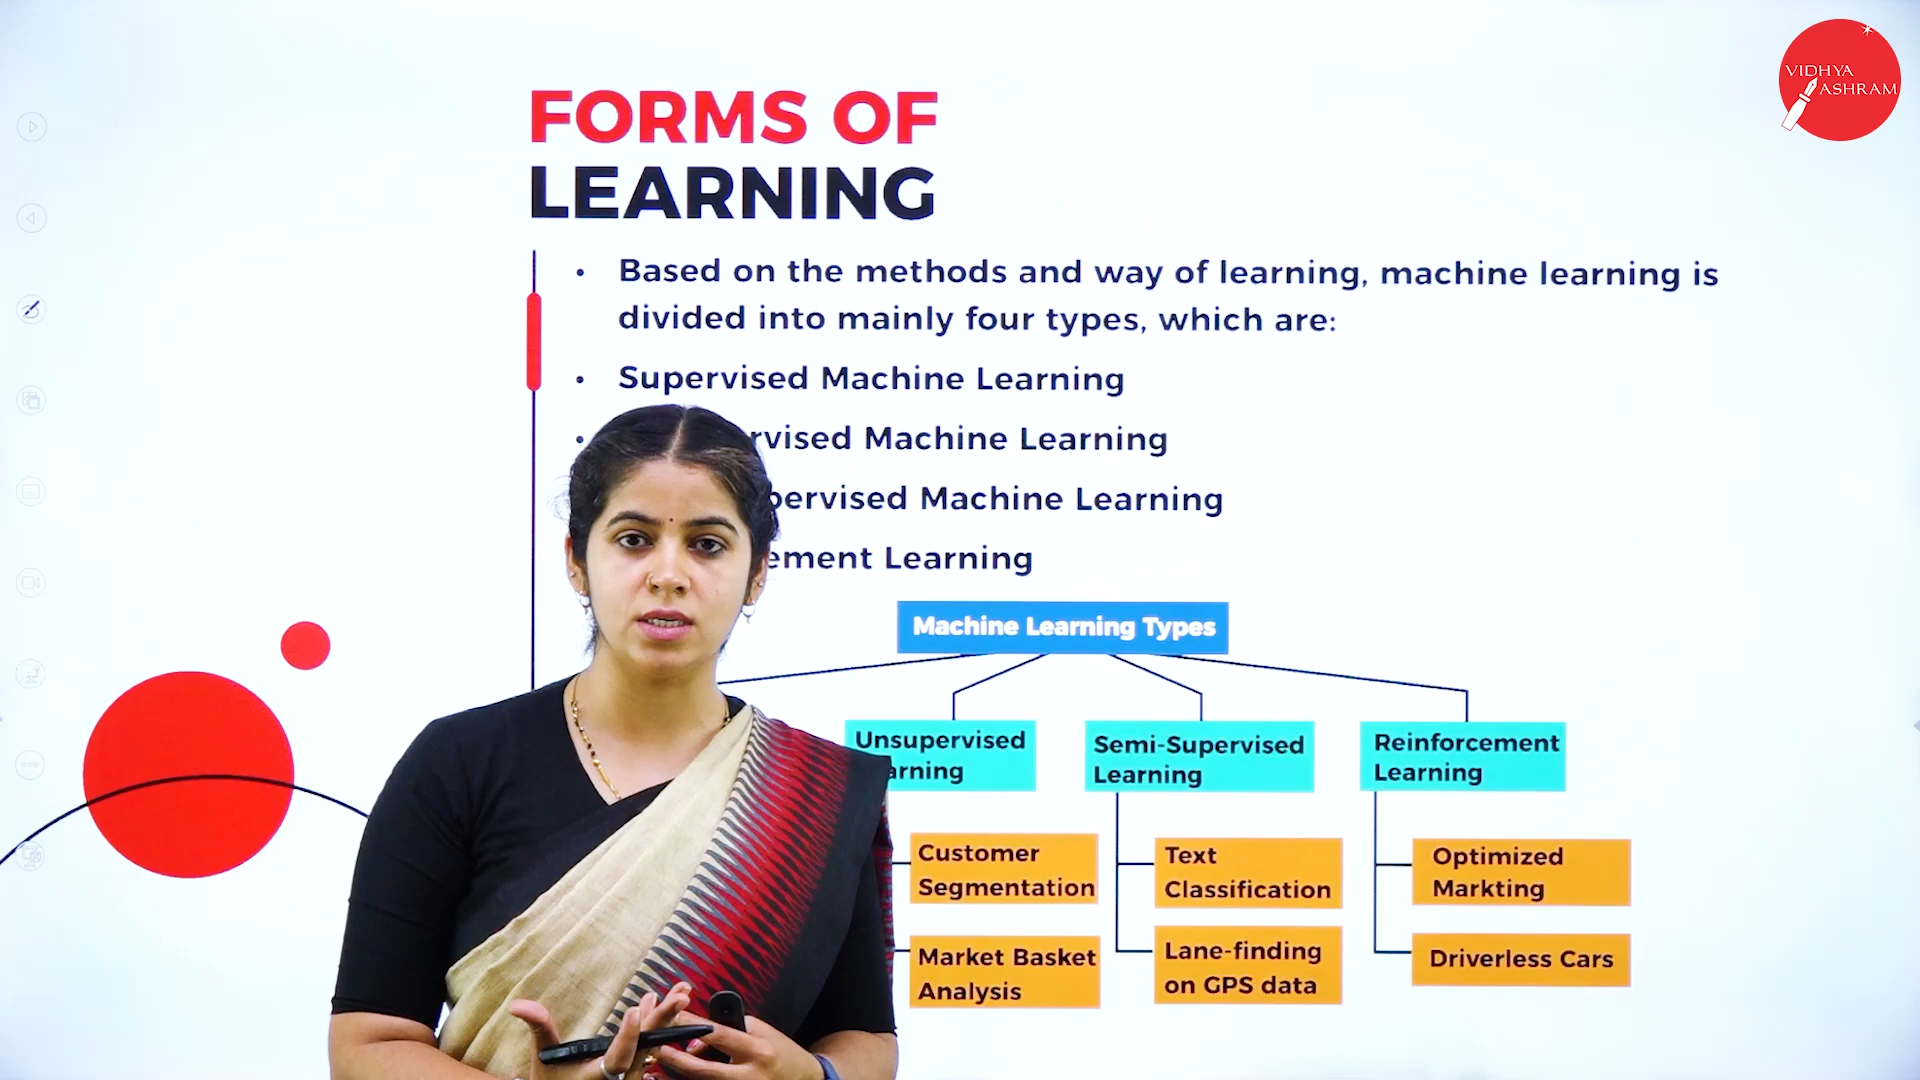 VIDHYA
ASHRAM
FORMS OF
LEARNING
• Based on the methods and way of learning, machine learning is
divided into mainly four types, which are:
• Supervised Machine Learning
• rvised Machine Learning
pervised Machine Learning
ement Learning
Machine Learning Types
Unsupervised
arning
Semi-Supervised
Learning
Reinforcement
Learning
Customer
Segmentation
Text
Classification
Optimized
Markting
Market Basket
Analysis
Lane-finding
on GPS data
Driverless Cars